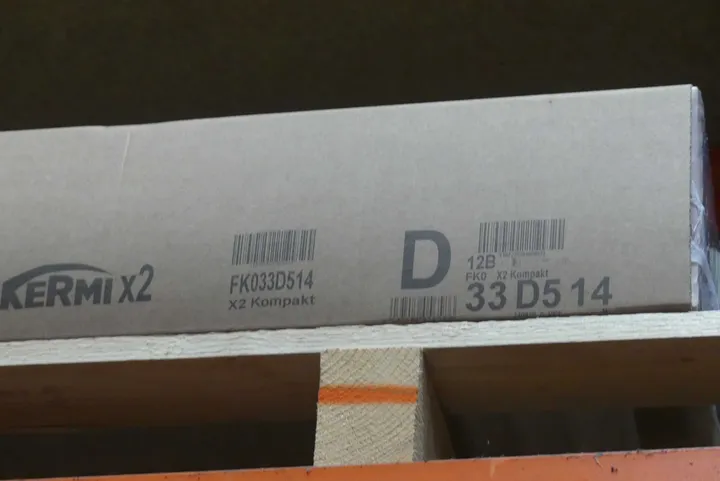 KERMI X2
FK033D514
X2 Kompakt
D
12B
FK0 X2 Kompakt
33 D5 14